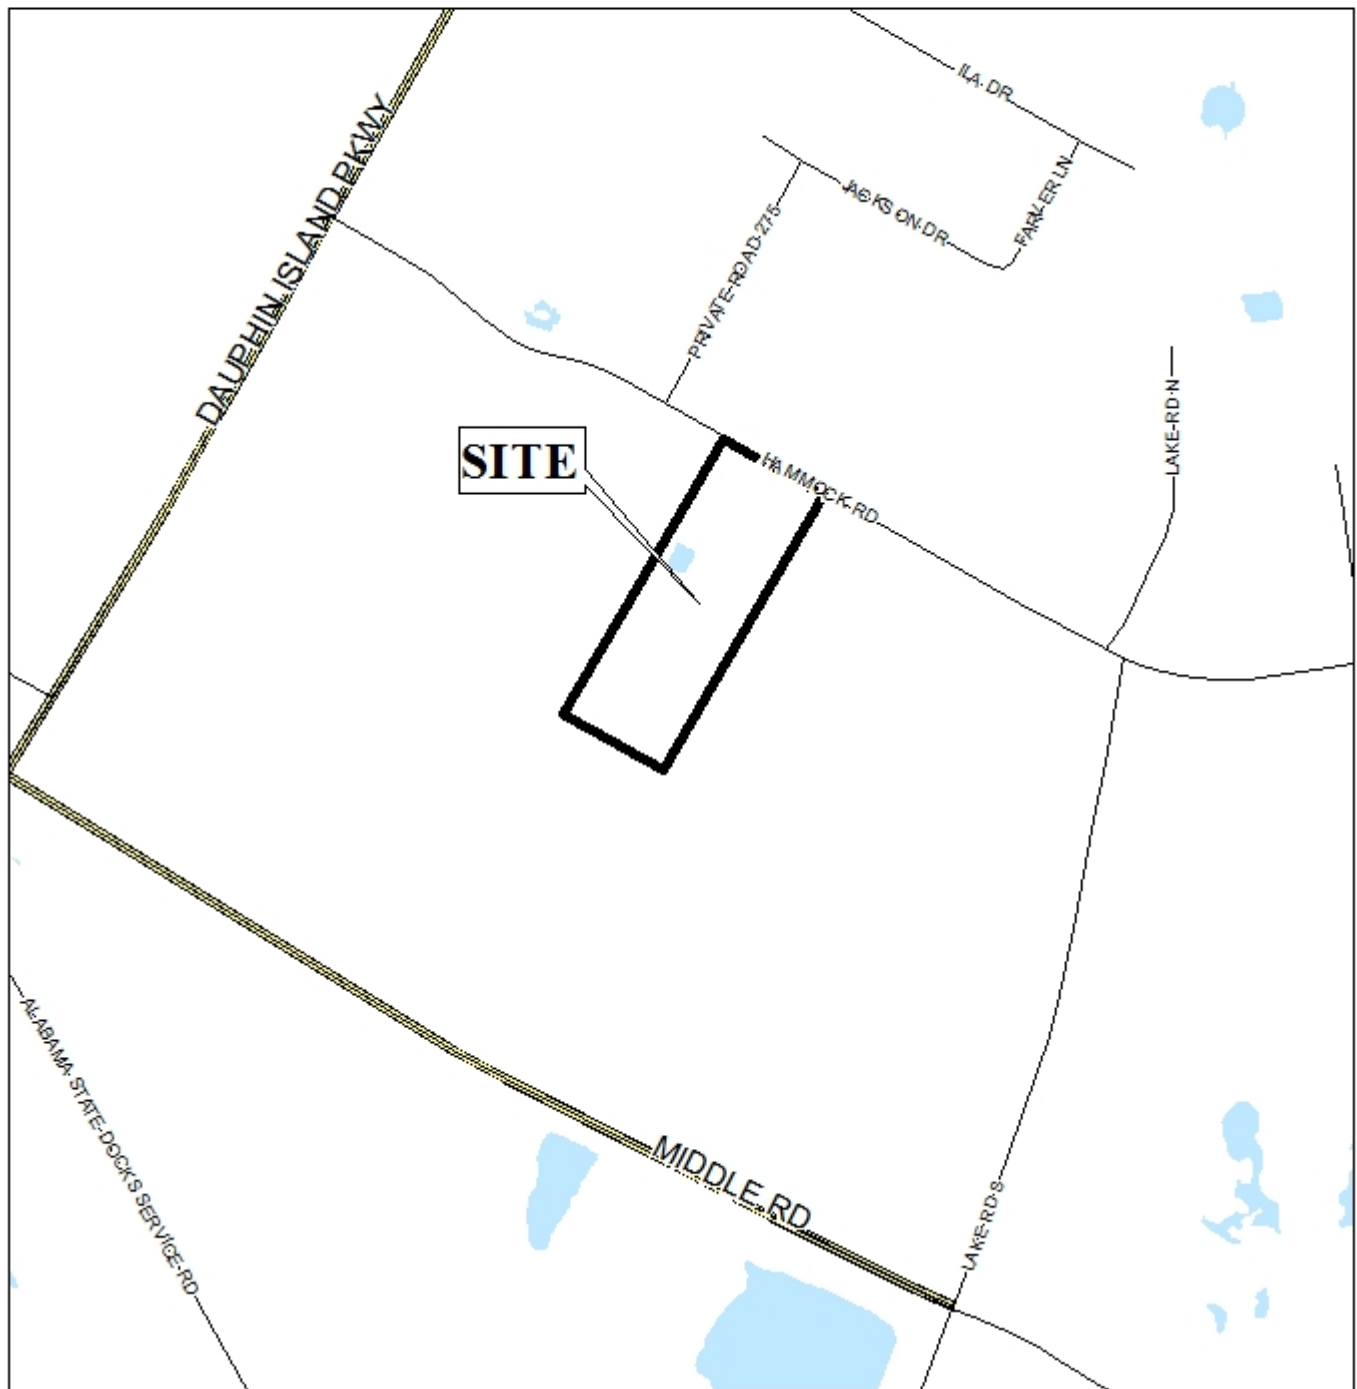 ILA DR
DAUPHIN ISLAND PKWY
FARVER LN
JACKSON DR
PRIVATE ROAD 275
LAKE RD N
SITE
HAMMOCK RD
ALABAMA STATE DOCKS SERVICE RD
MIDDLE RD
LAKE RD S